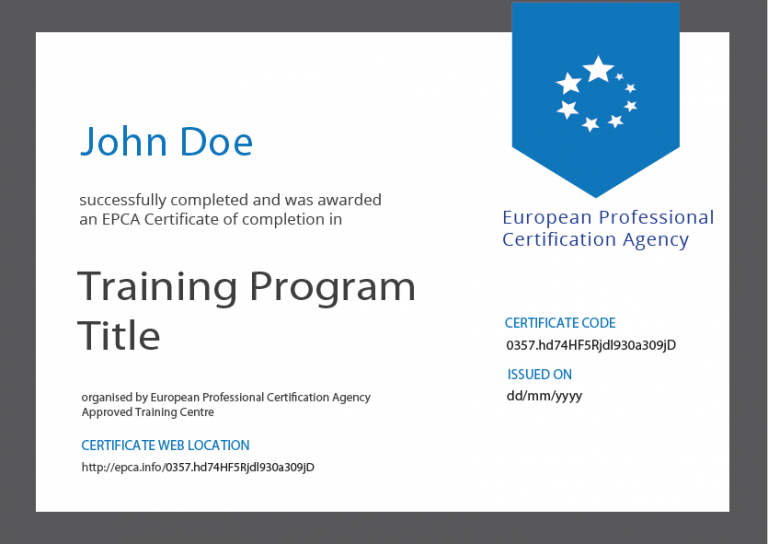 John Doe
successfully completed and was awarded
an EPCA Certificate of completion in
Training Program
Title
organised by European Professional Certification Agency
Approved Training Centre
CERTIFICATE WEB LOCATION
http://epca.info/0357.hd74HF5Rjdl930a309jD
European Professional
Certification Agency
CERTIFICATE CODE
0357.hd74HF5Rjdl930a309jD
ISSUED ON
dd/mm/yyyy